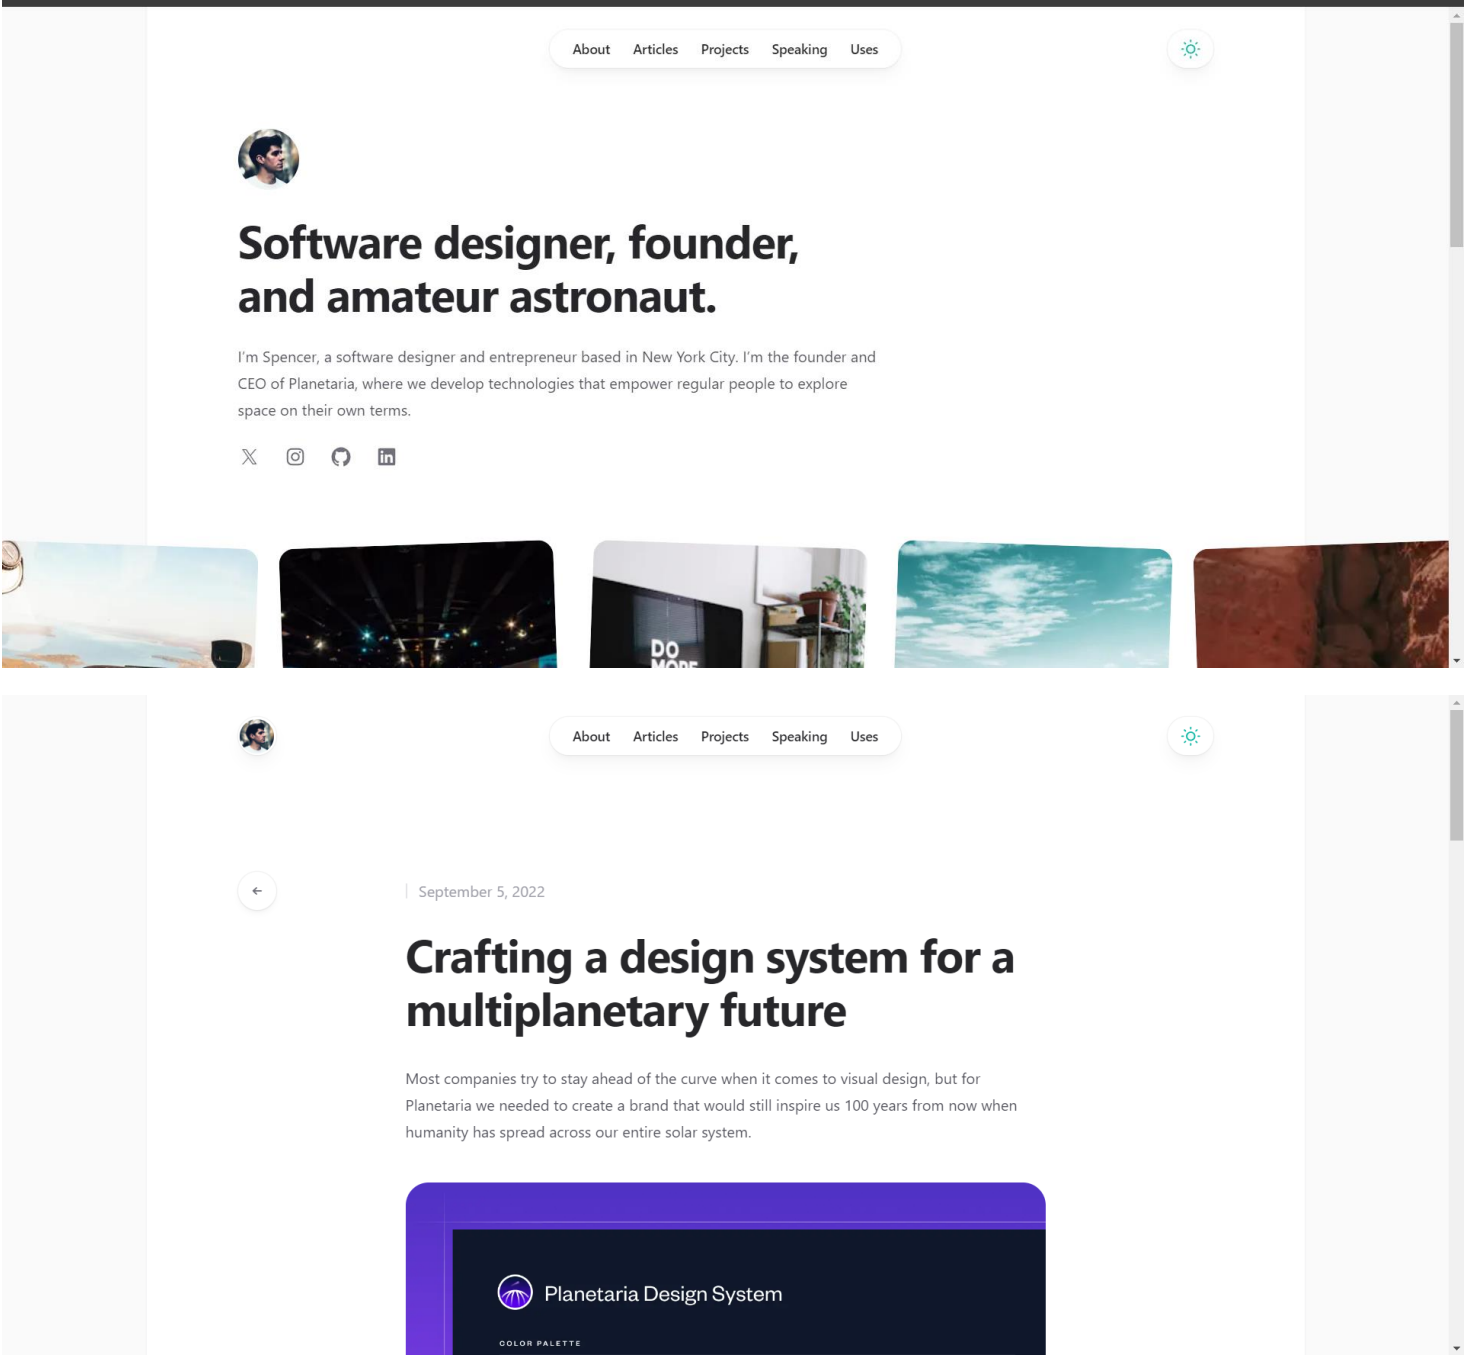 About Articles Projects Speaking Uses
Software designer, founder,
and amateur astronaut.
I'm Spencer, a software designer and entrepreneur based in New York City. I'm the founder and
CEO of Planetaria, where we develop technologies that empower regular people to explore
space on their own terms.
DO
MORE
About Articles Projects Speaking Uses
September 5, 2022
Crafting a design system for a
multiplanetary future
Most companies try to stay ahead of the curve when it comes to visual design, but for
Planetaria we needed to create a brand that would still inspire us 100 years from now when
humanity has spread across our entire solar system.
Planetaria Design System
COLOR PALETTE